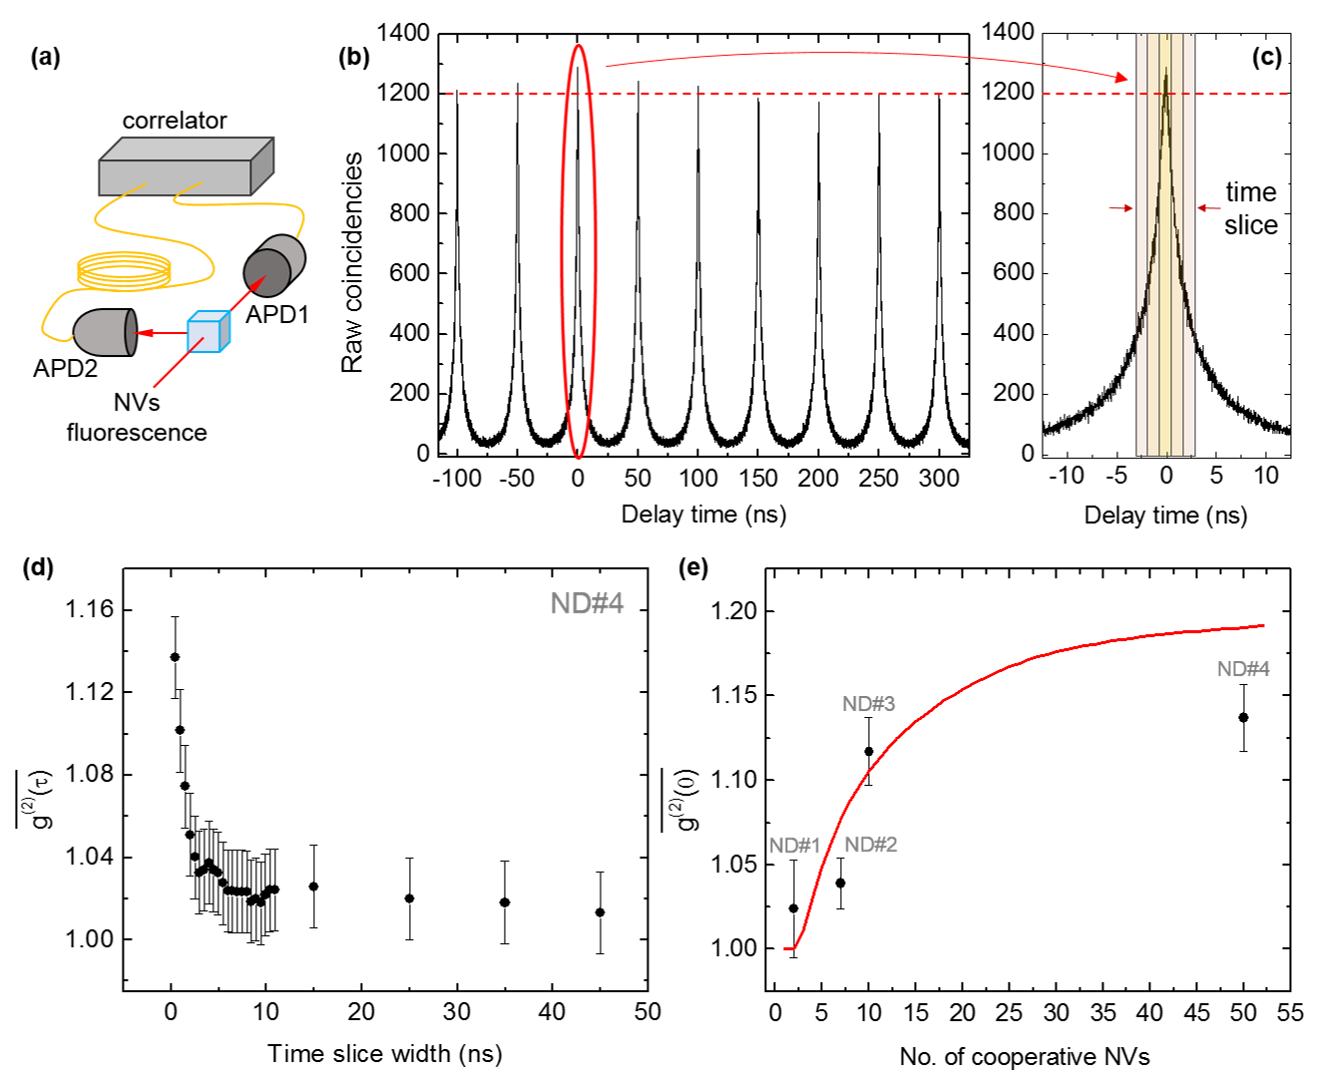 (a)
correlator
APD1
APD2
NVs
fluorescence
(b)
1400
1200
1000
800
600
400
200
0
Raw coincidencies
-100 -50 0 50 100 150 200 250 300
Delay time (ns)
(c)
1400
1200
1000
800
600
400
200
0
time
slice
-10 -5 0 5 10
Delay time (ns)
(d)
ND#4
1.16
1.12
1.08
1.04
1.00
g(2)(τ)
0 10 20 30 40 50
Time slice width (ns)
(e)
1.20
1.15
1.10
1.05
1.00
g(2)(0)
ND#1
ND#2
ND#3
ND#4
0 5 10 15 20 25 30 35 40 45 50 55
No. of cooperative NVs